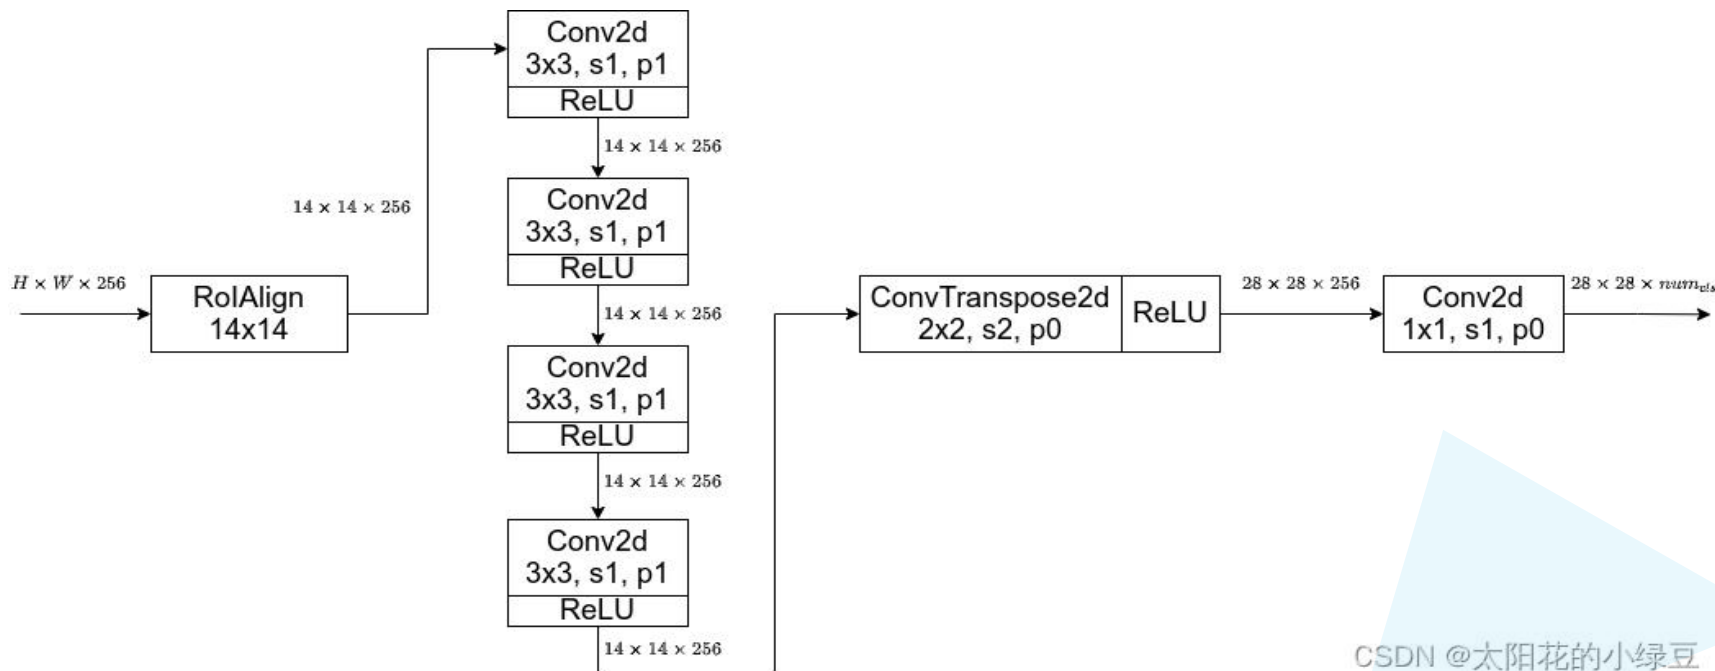 H × W × 256
RoIAlign
14x14
14 × 14 × 256
Conv2d
3x3, s1, p1
ReLU
14 × 14 × 256
Conv2d
3x3, s1, p1
ReLU
14 × 14 × 256
Conv2d
3x3, s1, p1
ReLU
14 × 14 × 256
Conv2d
3x3, s1, p1
ReLU
14 × 14 × 256
ConvTranspose2d
2x2, s2, p0
ReLU
28 × 28 × 256
Conv2d
1x1, s1, p0
28 × 28 × num_cls
CSDN @太阳花的小绿豆